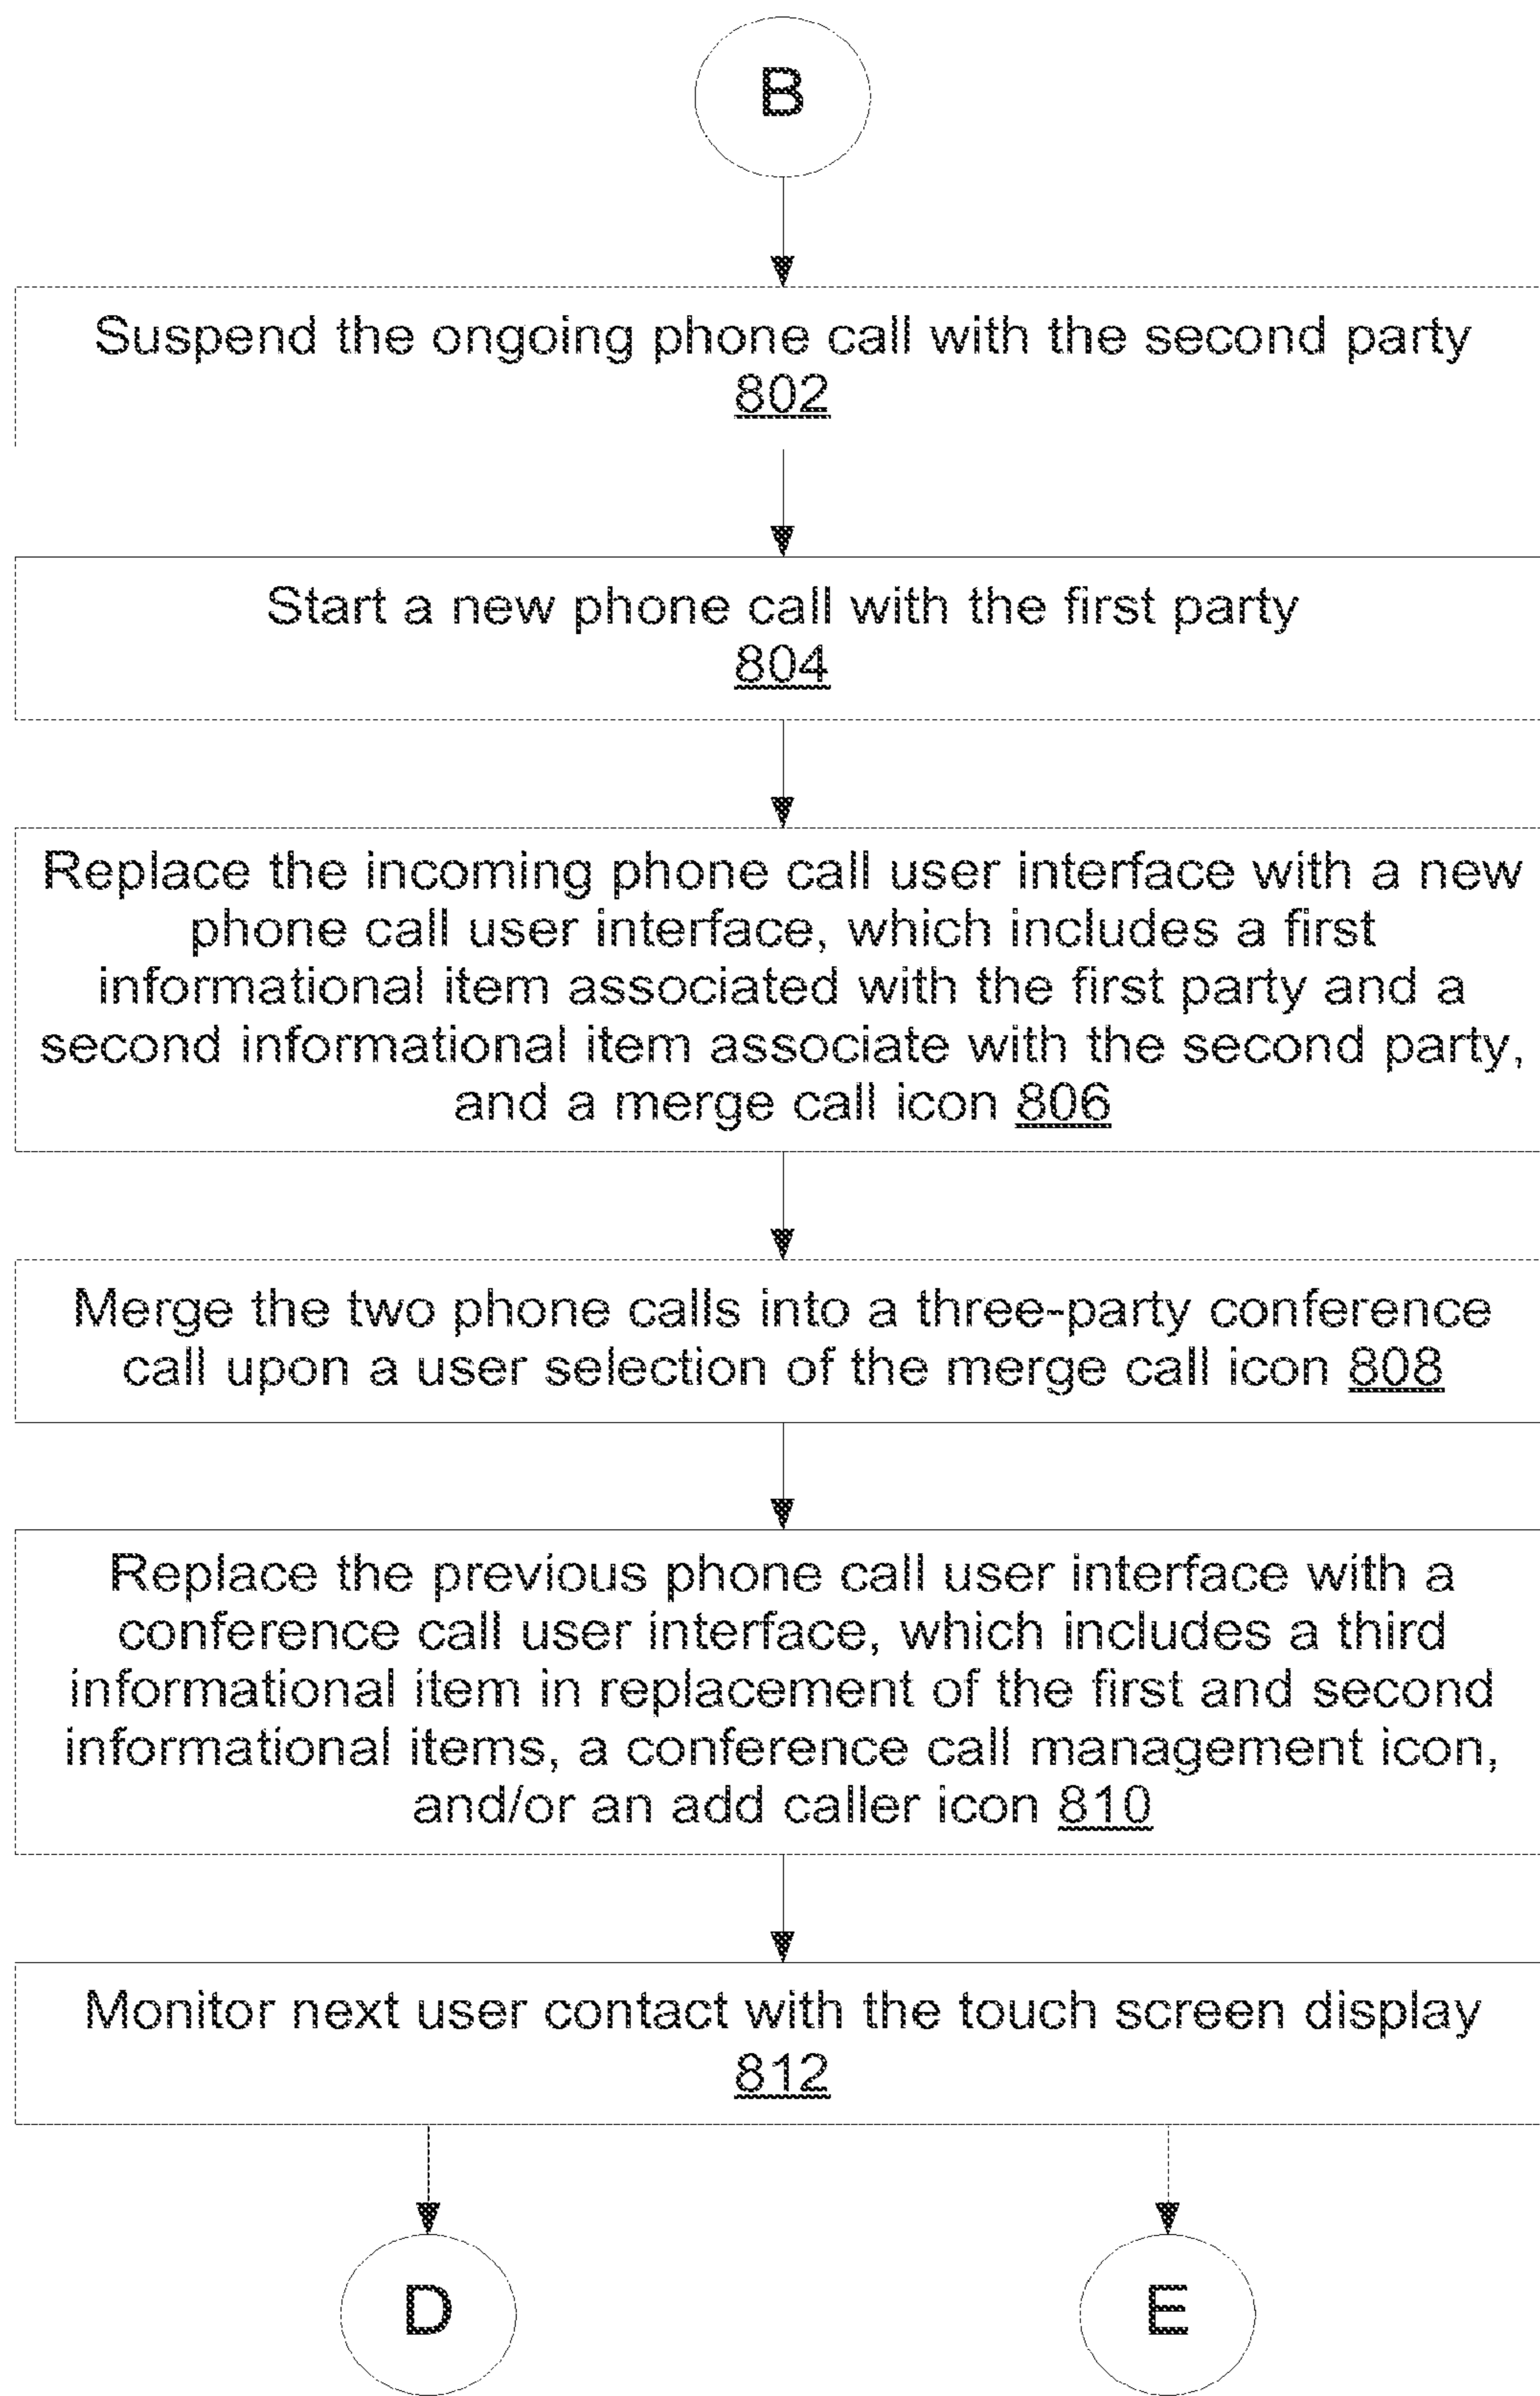 B
Suspend the ongoing phone call with the second party
802
Start a new phone call with the first party
804
Replace the incoming phone call user interface with a new
phone call user interface, which includes a first
informational item associated with the first party and a
second informational item associate with the second party,
and a merge call icon 806
Merge the two phone calls into a three-party conference
call upon a user selection of the merge call icon 808
Replace the previous phone call user interface with a
conference call user interface, which includes a third
informational item in replacement of the first and second
informational items, a conference call management icon,
and/or an add caller icon 810
Monitor next user contact with the touch screen display
812
D
E